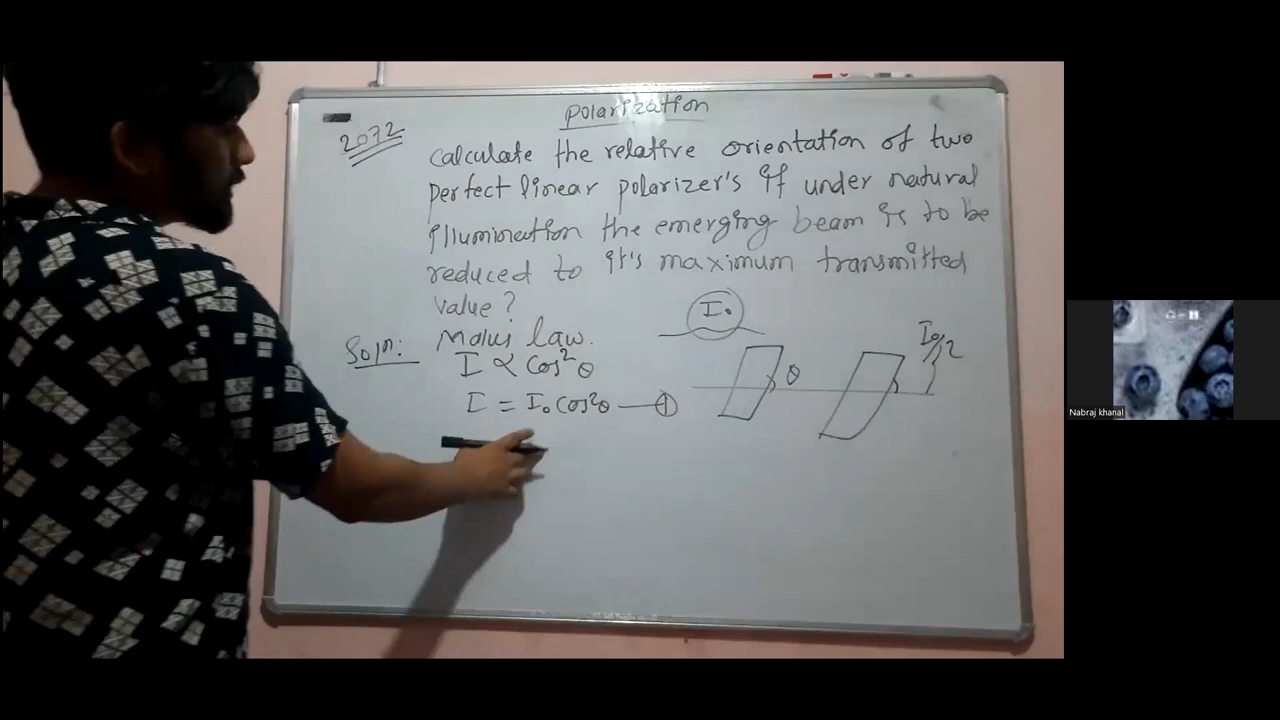 Polarization
2072
Calculate the relative orientation of two
perfect linear polarizer's if under natural
illumination the emerging beam is to be
reduced to it's maximum transmitted
value?
I₀
Soln: Malus law.
I ∝ cos²θ
I = I₀ cos²θ — ①
θ
I₀/2
Nabraj khanal